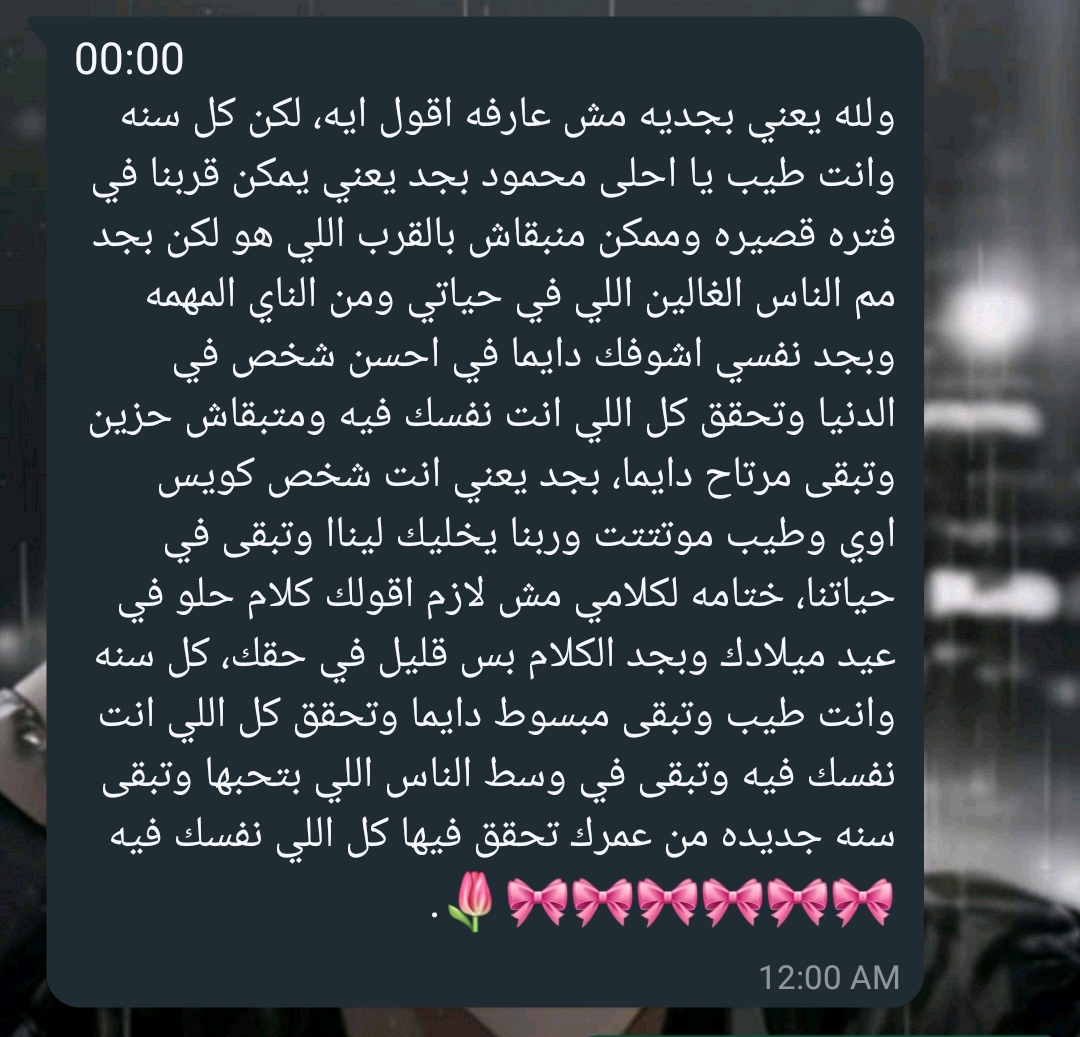 00:00
ولله يعني بجديه مش عارفه اقول ايه، لكن كل سنه
وانت طيب يا احلى محمود بجد يعني يمكن قربنا في
فتره قصيره وممكن منبقاش بالقرب اللي هو لكن بجد
مم الناس الغالين اللي في حياتي ومن الناي المهمه
وبجد نفسي اشوفك دايما في احسن شخص في
الدنيا وتحقق كل اللي انت نفسك فيه ومتبقاش حزين
وتبقى مرتاح دايما، بجد يعني انت شخص كويس
اوي وطيب موتتتت وربنا يخليك ليناا وتبقى في
حياتنا، ختامه لكلامي مش لازم اقولك كلام حلو في
عيد ميلادك وبجد الكلام بس قليل في حقك، كل سنه
وانت طيب وتبقى مبسوط دايما وتحقق كل اللي انت
نفسك فيه وتبقى في وسط الناس اللي بتحبها وتبقى
سنه جديده من عمرك تحقق فيها كل اللي نفسك فيه
🎀🎀🎀🎀🎀🎀🌷.
12:00 AM